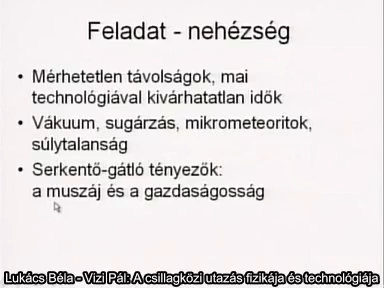 Feladat - nehézség
• Mérhetetlen távolságok, mai
technológiával kivárhatatlan idők
• Vákuum, sugárzás, mikrometeoritok,
súlytalanság
• Serkentő-gátló tényezők:
a muszáj és a gazdaságosság
Lukács Béla - Vizi Pál: A csillagközi utazás fizikája és technológiája